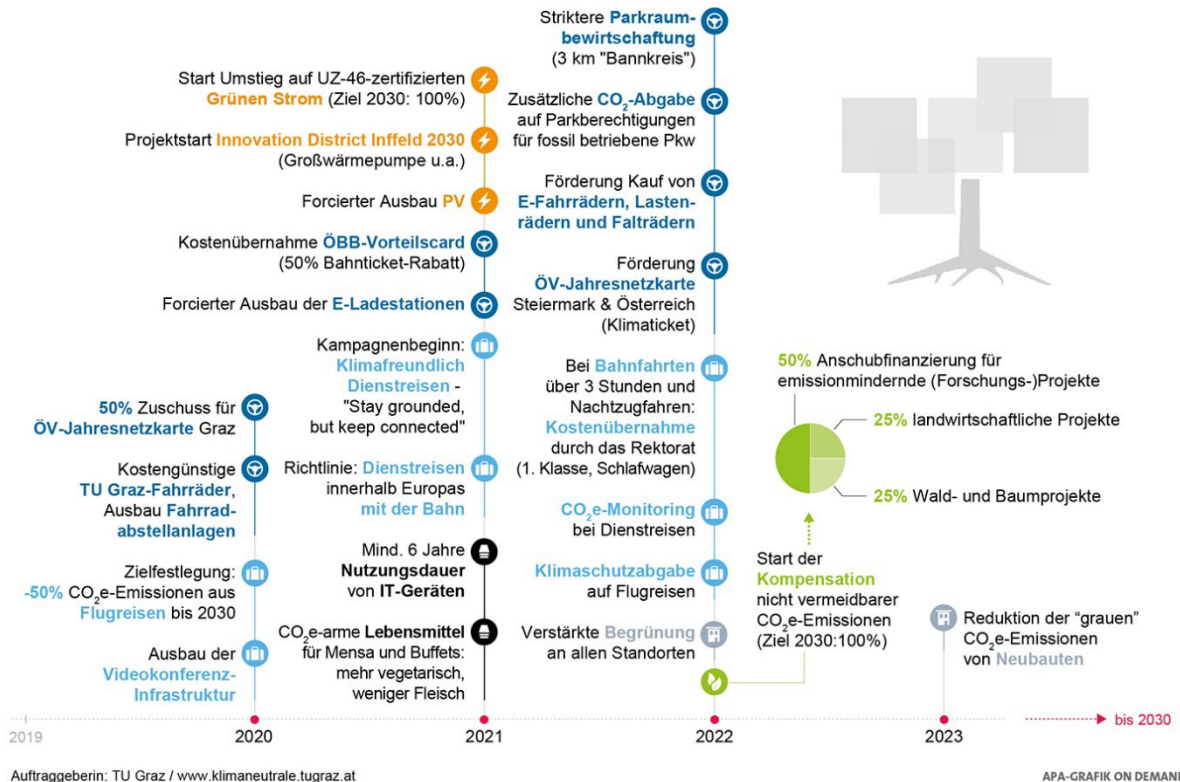 50% Zuschuss für
ÖV-Jahresnetzkarte Graz
Kostengünstige
TU Graz-Fahrräder,
Ausbau Fahrrad-
abstellanlagen
Zielfestlegung:
-50% CO₂e-Emissionen aus
Flugreisen bis 2030
Ausbau der
Videokonferenz-
Infrastruktur
Start Umstieg auf UZ-46-zertifizierten
Grünen Strom (Ziel 2030: 100%)
Projektstart Innovation District Inffeld 2030
(Großwärmepumpe u.a.)
Forcierter Ausbau PV
Kostenübernahme ÖBB-Vorteilscard
(50% Bahnticket-Rabatt)
Forcierter Ausbau der E-Ladestationen
Kampagnenbeginn:
Klimafreundlich
Dienstreisen -
"Stay grounded,
but keep connected"
Richtlinie: Dienstreisen
innerhalb Europas
mit der Bahn
Mind. 6 Jahre
Nutzungsdauer
von IT-Geräten
CO₂e-arme Lebensmittel
für Mensa und Buffets:
mehr vegetarisch,
weniger Fleisch
Striktere Parkraum-
bewirtschaftung
(3 km "Bannkreis")
Zusätzliche CO₂-Abgabe
auf Parkberechtigungen
für fossil betriebene Pkw
Förderung Kauf von
E-Fahrrädern, Lasten-
rädern und Falträdern
Förderung
ÖV-Jahresnetzkarte
Steiermark & Österreich
(Klimaticket)
Bei Bahnfahrten
über 3 Stunden und
Nachtzugfahren:
Kostenübernahme
durch das Rektorat
(1. Klasse, Schlafwagen)
CO₂e-Monitoring
bei Dienstreisen
Klimaschutzabgabe
auf Flugreisen
Verstärkte Begrünung
an allen Standorten
50% Anschubfinanzierung für
emissionmindernde (Forschungs-)Projekte
25% landwirtschaftliche Projekte
25% Wald- und Baumprojekte
Start der
Kompensation
nicht vermeidbarer
CO₂e-Emissionen
(Ziel 2030:100%)
Reduktion der "grauen"
CO₂e-Emissionen
von Neubauten
2019 2020 2021 2022 2023 bis 2030
Auftraggeberin: TU Graz / www.klimaneutrale.tugraz.at
APA-GRAFIK ON DEMAND